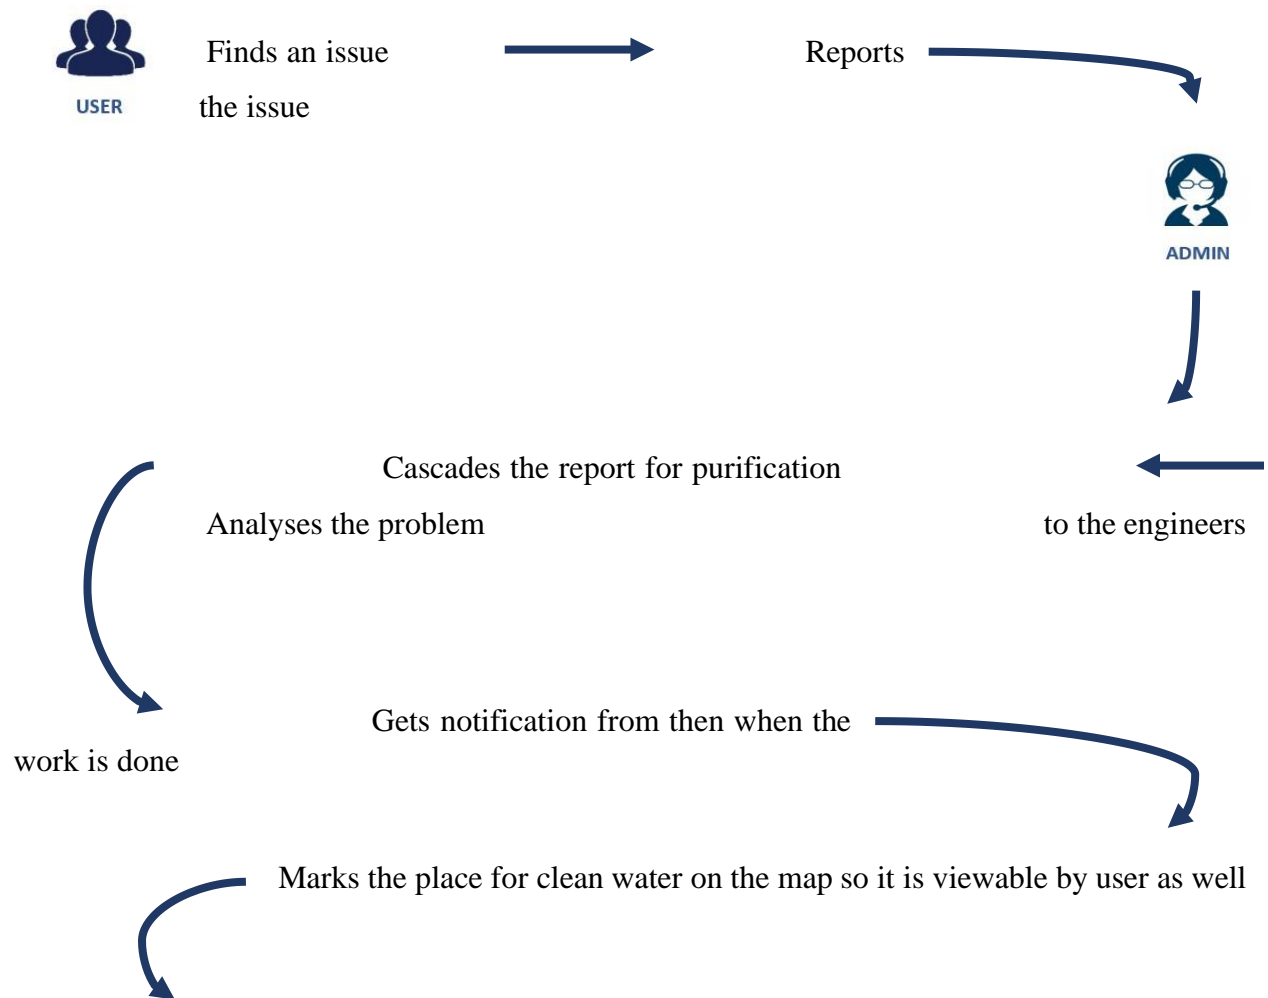 Finds an issue Reports
USER the issue
ADMIN
Cascades the report for purification
Analyses the problem to the engineers
Gets notification from then when the
work is done
Marks the place for clean water on the map so it is viewable by user as well